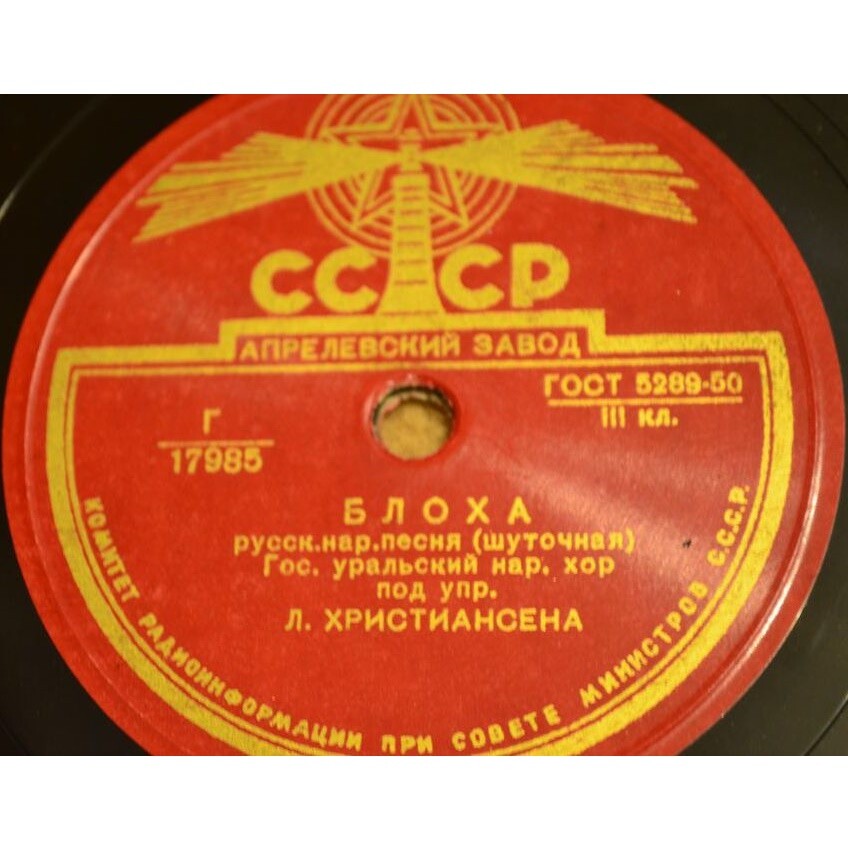 СССР
АПРЕЛЕВСКИЙ ЗАВОД
ГОСТ 5289-50
III кл.
Г
17985
БЛОХА
русск.нар.песня (шуточная)
Гос. уральский нар. хор
под упр.
Л. ХРИСТИАНСЕНА
КОМИТЕТ РАДИОИНФОРМАЦИИ ПРИ СОВЕТЕ МИНИСТРОВ С.С.С.Р.